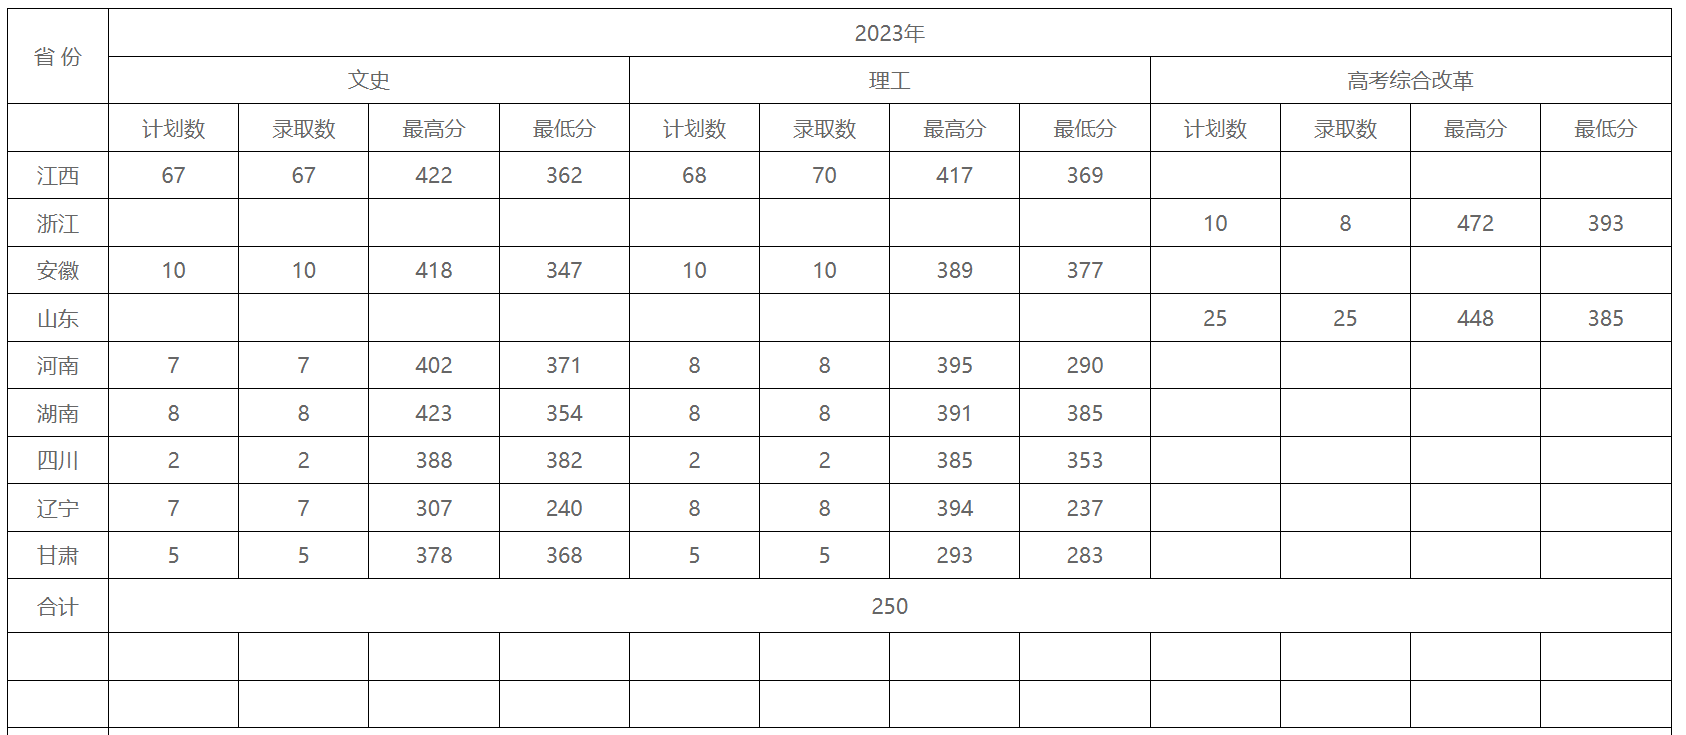 省 份 2023年
文史 理工 高考综合改革
计划数 录取数 最高分 最低分 计划数 录取数 最高分 最低分 计划数 录取数 最高分 最低分
江西 67 67 422 362 68 70 417 369
浙江 10 8 472 393
安徽 10 10 418 347 10 10 389 377
山东 25 25 448 385
河南 7 7 402 371 8 8 395 290
湖南 8 8 423 354 8 8 391 385
四川 2 2 388 382 2 2 385 353
辽宁 7 7 307 240 8 8 394 237
甘肃 5 5 378 368 5 5 293 283
合计 250